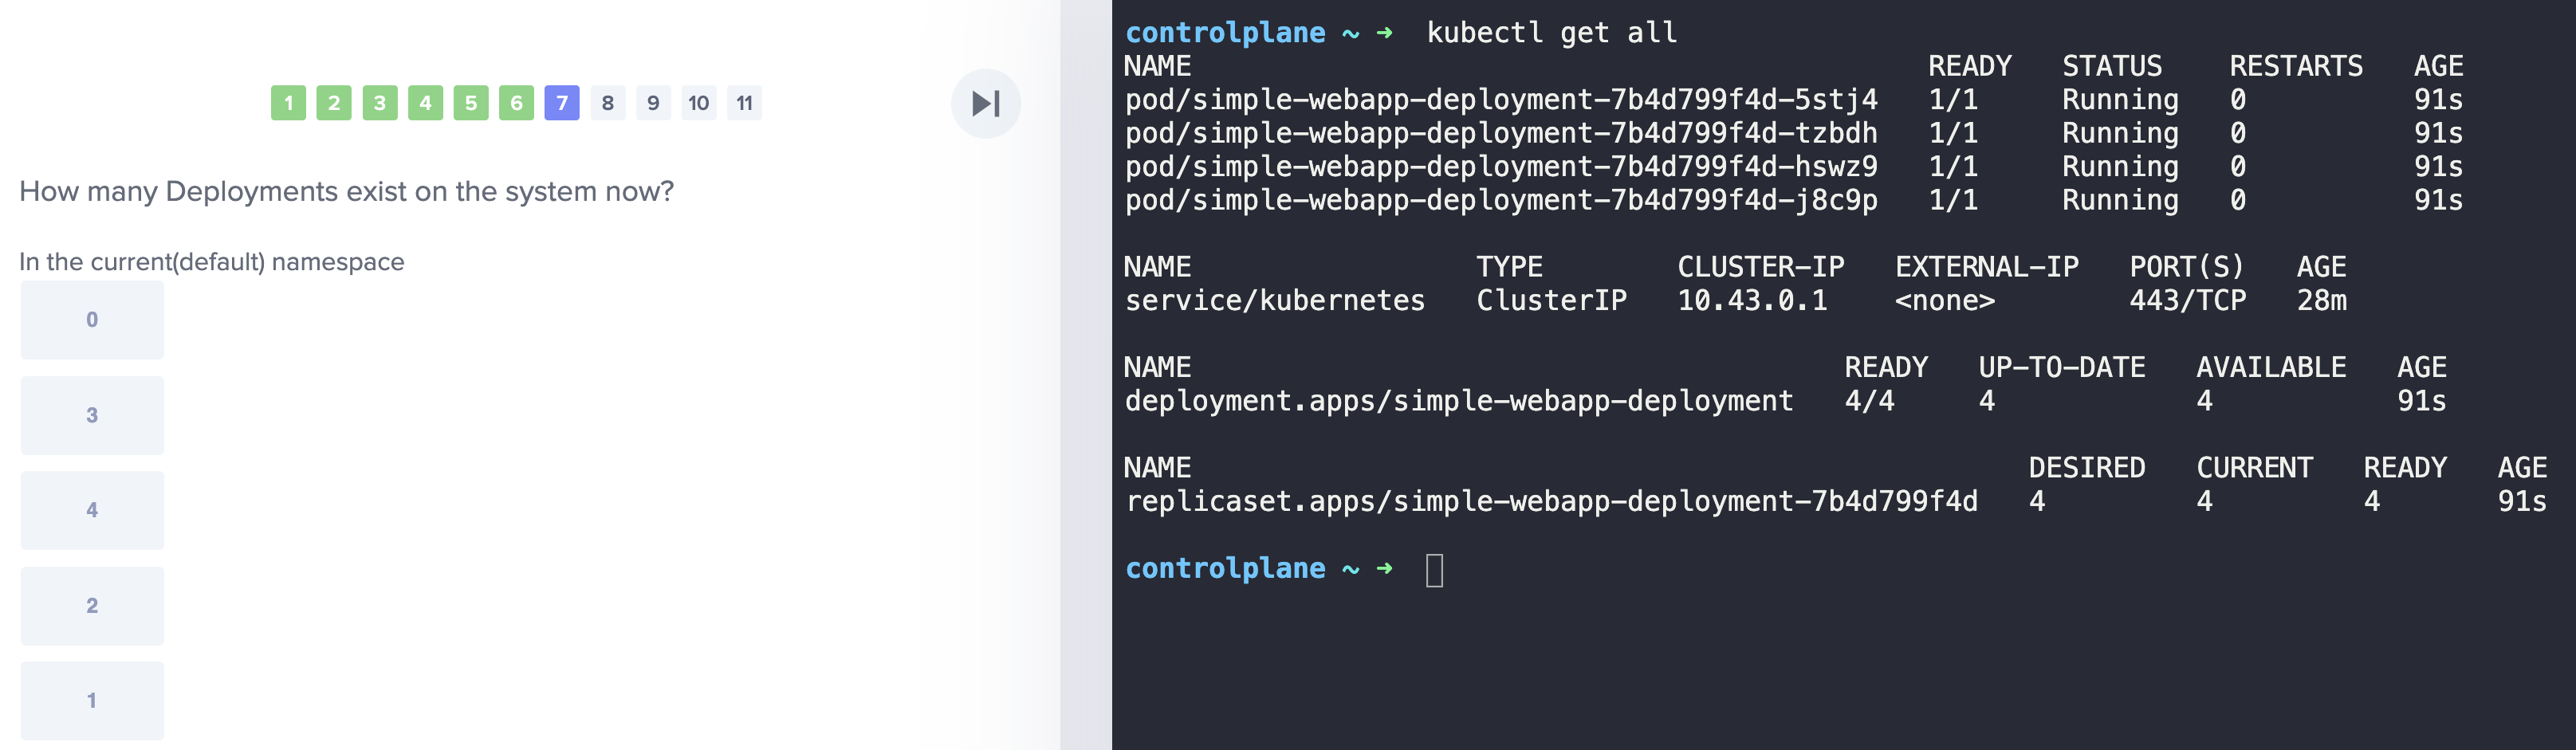 1 2 3 4 5 6 7 8 9 10 11
How many Deployments exist on the system now?
In the current(default) namespace
0
3
4
2
1
controlplane ~ ➜  kubectl get all
NAME                                            READY   STATUS    RESTARTS   AGE
pod/simple-webapp-deployment-7b4d799f4d-5stj4   1/1     Running   0          91s
pod/simple-webapp-deployment-7b4d799f4d-tzbdh   1/1     Running   0          91s
pod/simple-webapp-deployment-7b4d799f4d-hswz9   1/1     Running   0          91s
pod/simple-webapp-deployment-7b4d799f4d-j8c9p   1/1     Running   0          91s
NAME                 TYPE        CLUSTER-IP   EXTERNAL-IP   PORT(S)   AGE
service/kubernetes   ClusterIP   10.43.0.1    <none>        443/TCP   28m
NAME                                       READY   UP-TO-DATE   AVAILABLE   AGE
deployment.apps/simple-webapp-deployment   4/4     4            4           91s
NAME                                                  DESIRED   CURRENT   READY   AGE
replicaset.apps/simple-webapp-deployment-7b4d799f4d   4         4         4       91s
controlplane ~ ➜